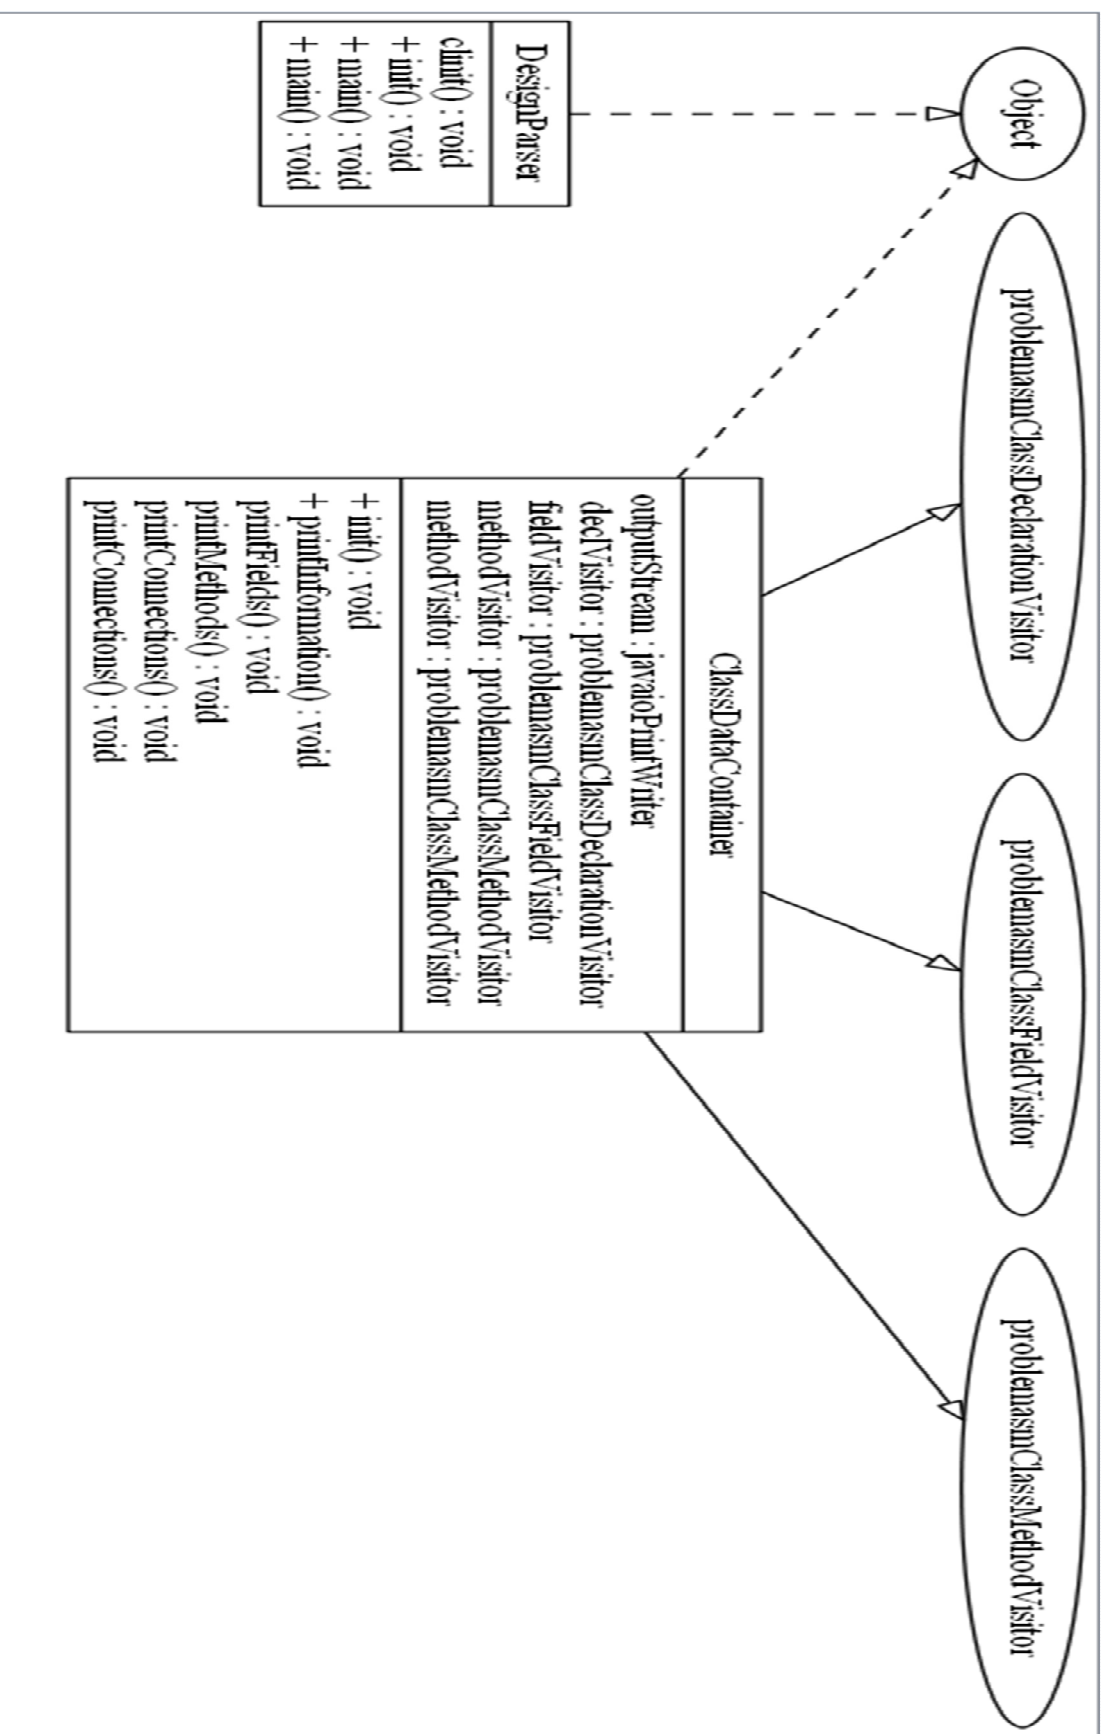 Object
problemasmClassDeclarationVisitor
problemasmClassFieldVisitor
problemasmClassMethodVisitor
DesignParser
clinit() : void
+ init() : void
+ main() : void
+ main() : void
ClassDataContainer
outputStream : javaioPrintWriter
declVisitor : problemasmClassDeclarationVisitor
fieldVisitor : problemasmClassFieldVisitor
methodVisitor : problemasmClassMethodVisitor
methodVisitor : problemasmClassMethodVisitor
+ init() : void
+ printInformation() : void
printFields() : void
printMethods() : void
printConnections() : void
printConnections() : void